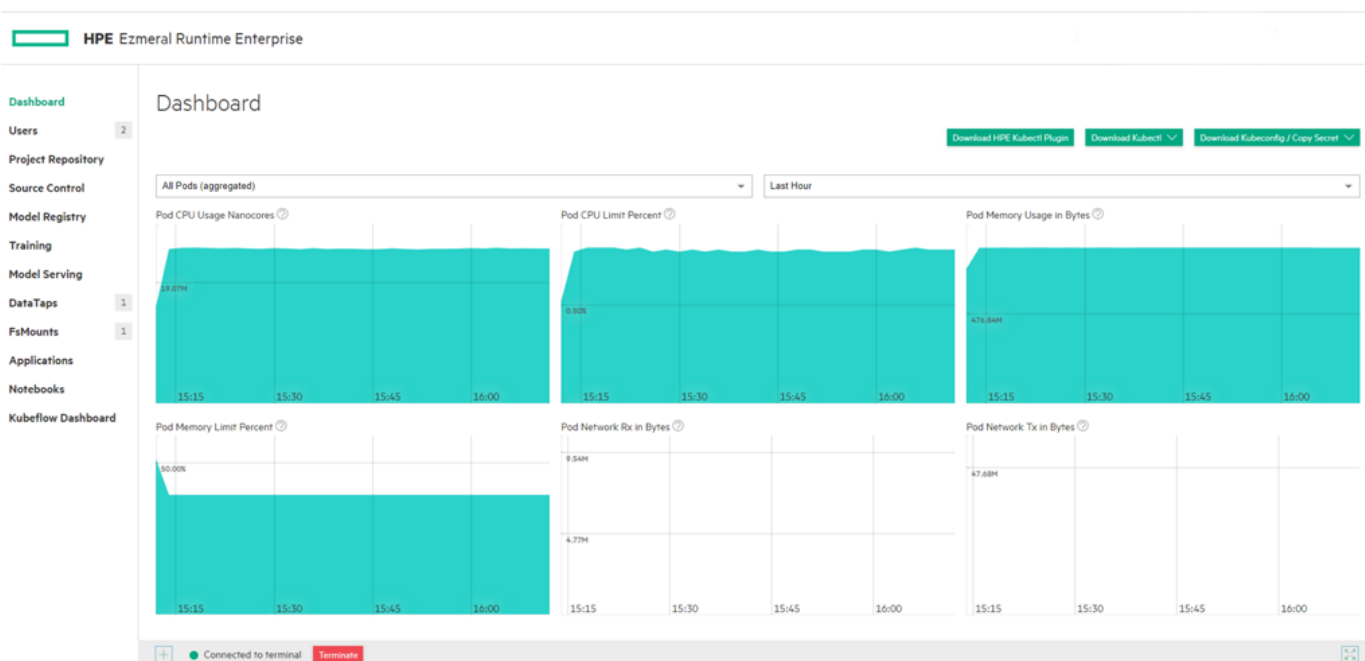 HPE Ezmeral Runtime Enterprise
Dashboard
Users 2
Project Repository
Source Control
Model Registry
Training
Model Serving
DataTaps 1
FsMounts 1
Applications
Notebooks
Kubeflow Dashboard
Dashboard
Download HPE Kubectl Plugin Download Kubectl Download Kubeconfig / Copy Secret
All Pods (aggregated) Last Hour
Pod CPU Usage Nanocores ?
19.07M
15:15 15:30 15:45 16:00
Pod CPU Limit Percent ?
0.50%
15:15 15:30 15:45 16:00
Pod Memory Usage in Bytes ?
476.84M
15:15 15:30 15:45 16:00
Pod Memory Limit Percent ?
50.00%
15:15 15:30 15:45 16:00
Pod Network Rx in Bytes ?
9.54M
4.77M
15:15 15:30 15:45 16:00
Pod Network Tx in Bytes ?
47.68M
15:15 15:30 15:45 16:00
+ Connected to terminal Terminate